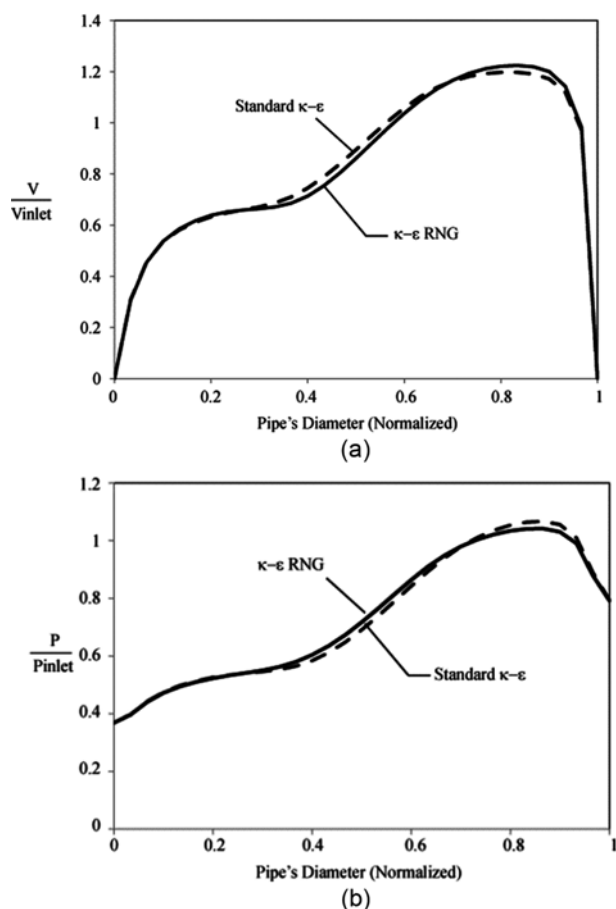 1.4
1.2
1
0.8
0.6
0.4
0.2
0
V
Vinlet
Standard κ−ε
κ−ε RNG
0 0.2 0.4 0.6 0.8 1
Pipe's Diameter (Normalized)
(a)
1.2
1
0.8
0.6
0.4
0.2
0
P
Pinlet
κ−ε RNG
Standard κ−ε
0 0.2 0.4 0.6 0.8 1
Pipe's Diameter (Normalized)
(b)